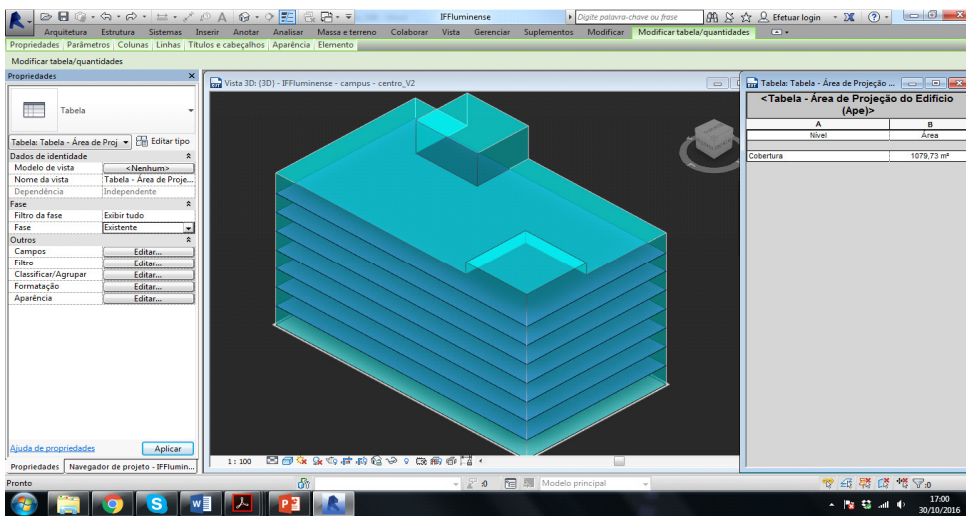 IFFluminense
Digite palavra-chave ou frase
Efetuar login
Arquitetura Estrutura Sistemas Inserir Anotar Analisar Massa e terreno Colaborar Vista Gerenciar Suplementos Modificar Modificar tabela/quantidades
Propriedades Parâmetros Colunas Linhas Títulos e cabeçalhos Aparência Elemento
Modificar tabela/quantidades
Propriedades
Tabela
Tabela: Tabela - Área de Proj
Editar tipo
Dados de identidade
Modelo de vista <Nenhum>
Nome da vista Tabela - Área de Proje...
Dependência Independente
Fase
Filtro da fase Exibir tudo
Fase Existente
Outros
Campos Editar...
Filtro Editar...
Classificar/Agrupar Editar...
Formatação Editar...
Aparência Editar...
Ajuda de propriedades
Aplicar
Propriedades Navegador de projeto - IFFlumin...
Vista 3D: {3D} - IFFluminense - campus - centro_V2
1 : 100
Tabela: Tabela - Área de Projeção ...
<Tabela - Área de Projeção do Edifício
(Ape)>
A B
Nível Área
Cobertura 1079,73 m²
Pronto
:0
Modelo principal
:0
17:00
30/10/2016